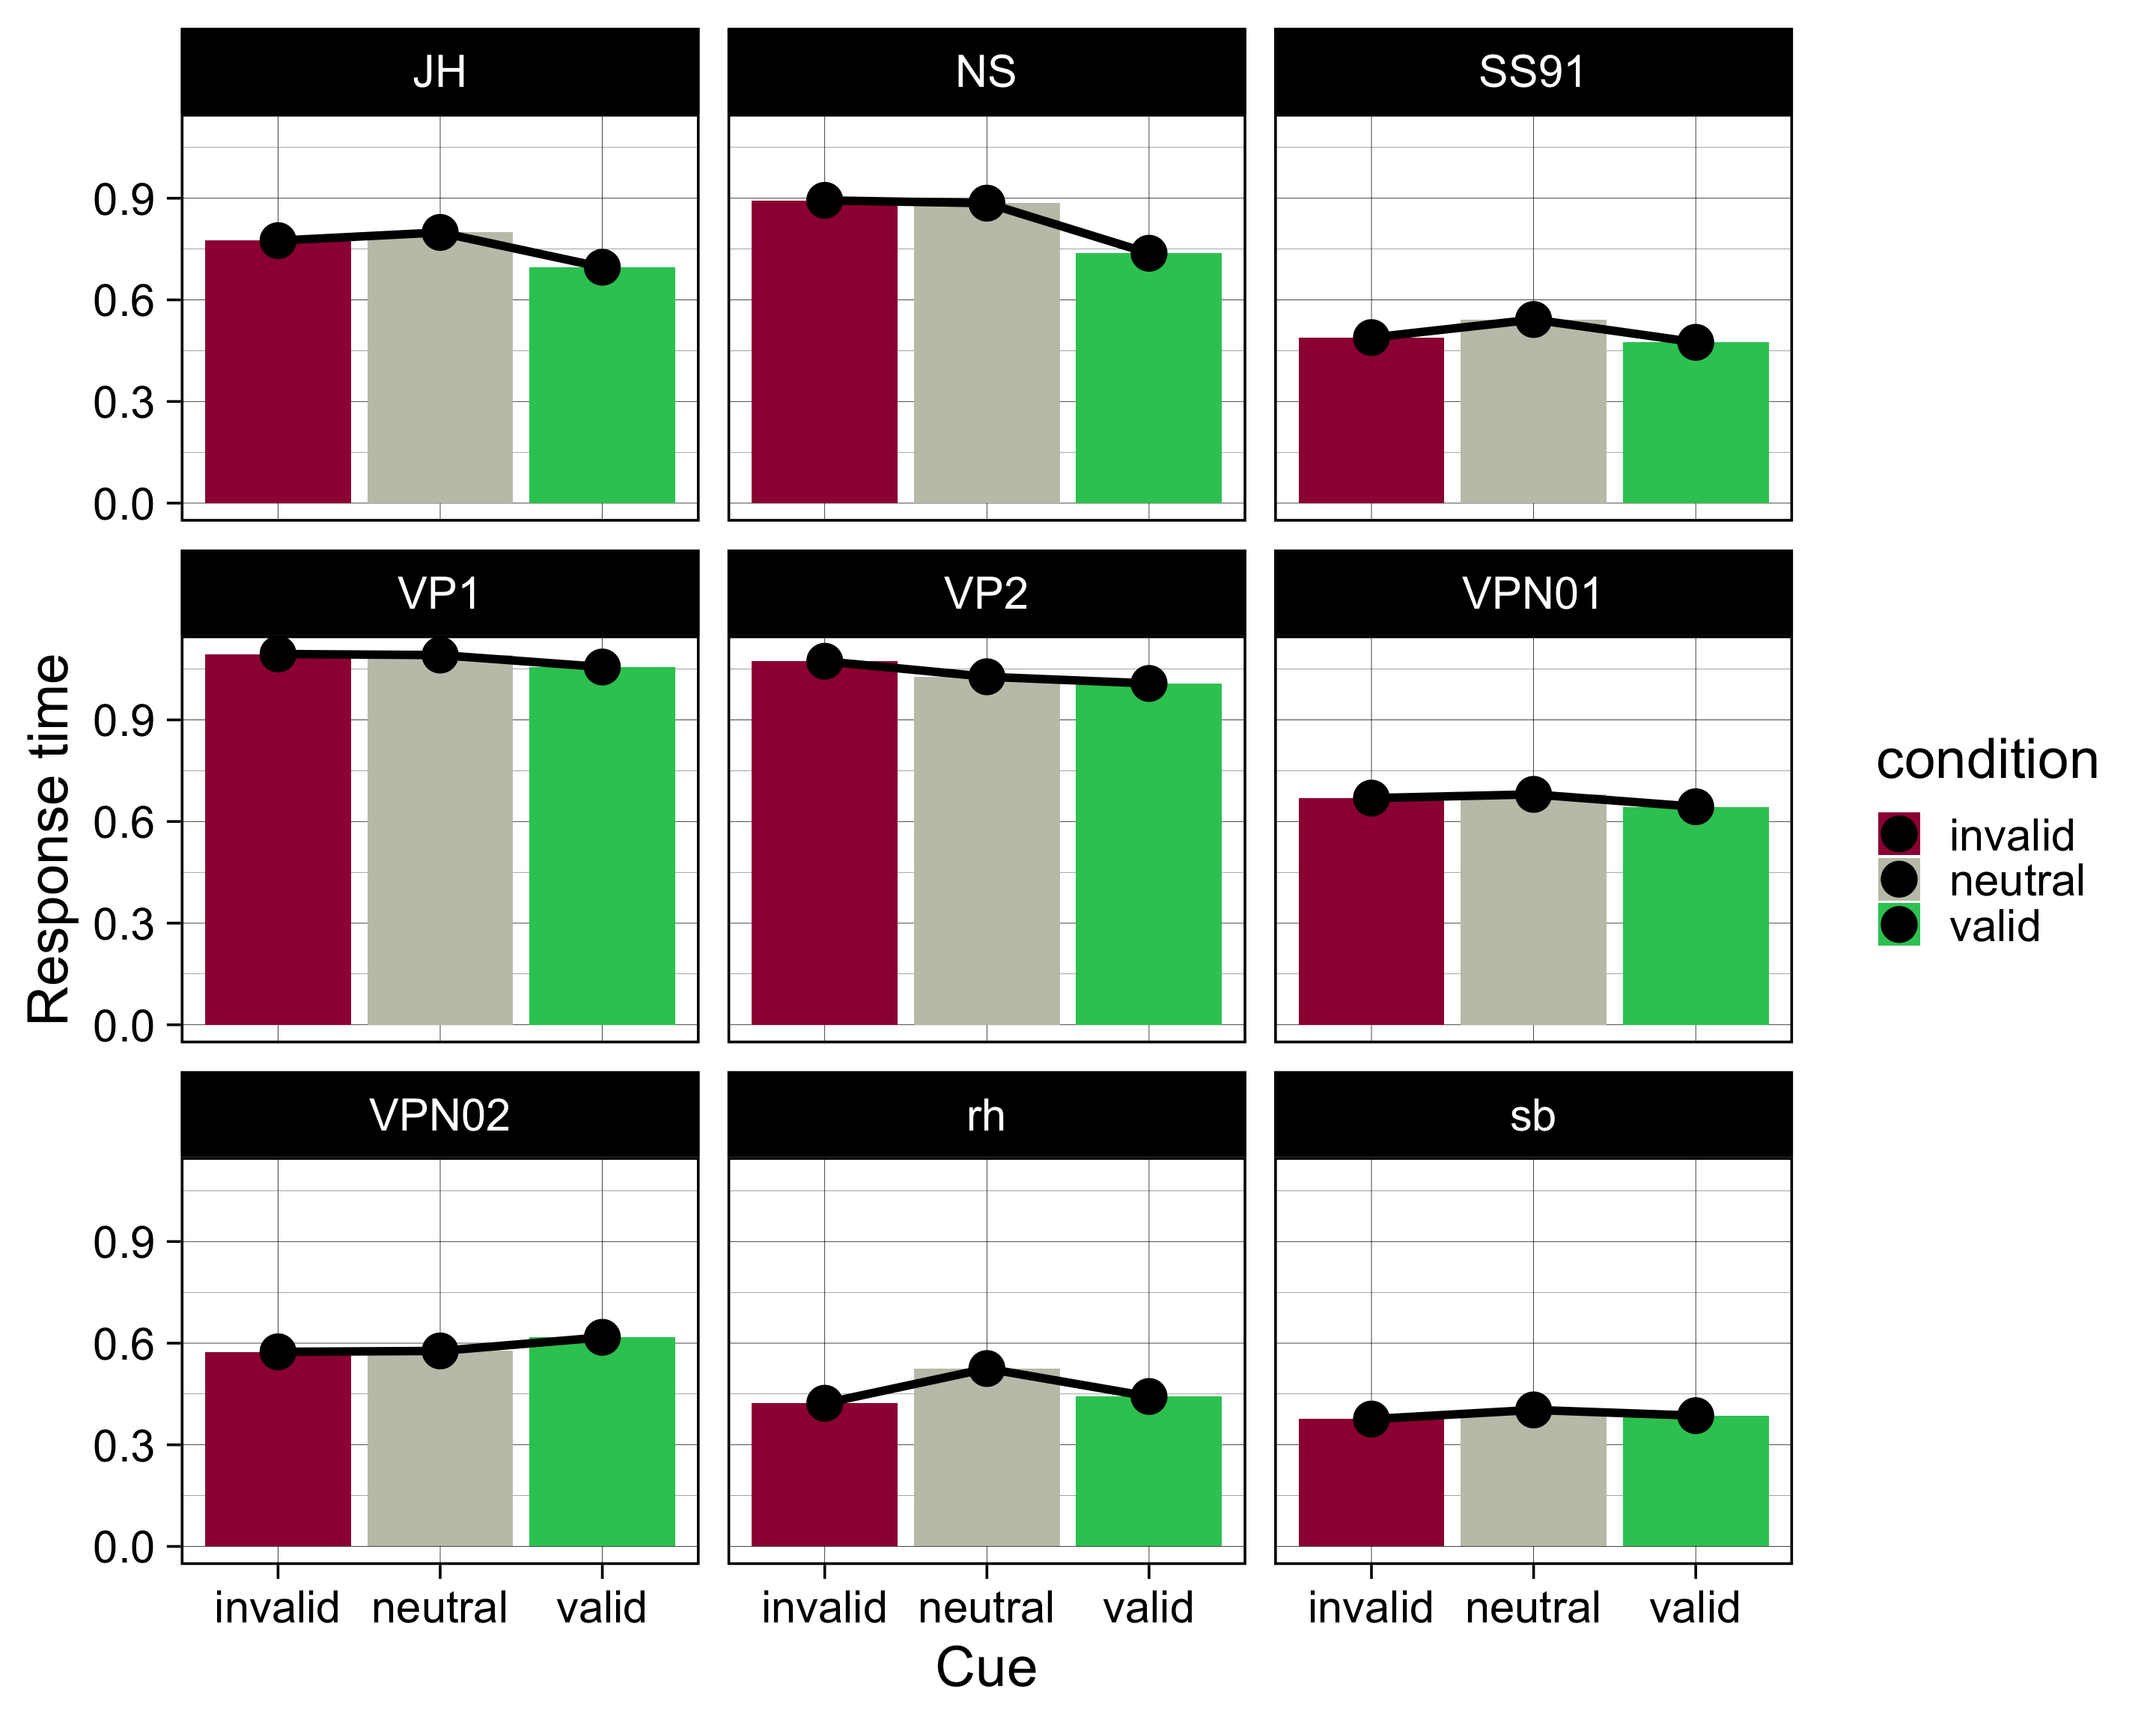 JH NS SS91
0.9
0.6
0.3
0.0
VP1 VP2 VPN01
0.9
0.6
0.3
0.0
VPN02 rh sb
0.9
0.6
0.3
0.0
invalid neutral valid invalid neutral valid invalid neutral valid
Cue
Response time
condition
invalid
neutral
valid